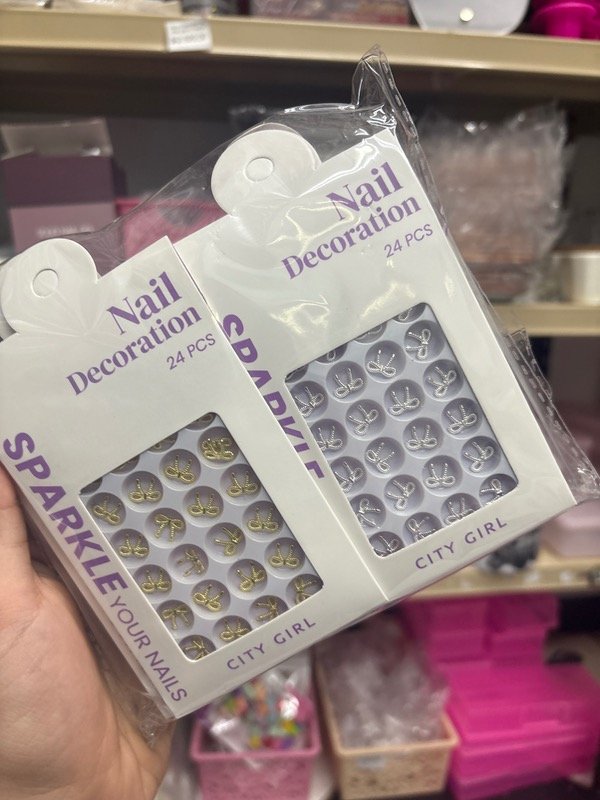 Nail
Decoration
24 PCS
SPARKLE YOUR NAILS
CITY GIRL
Nail
Decoration
24 PCS
SPARKLE
CITY GIRL